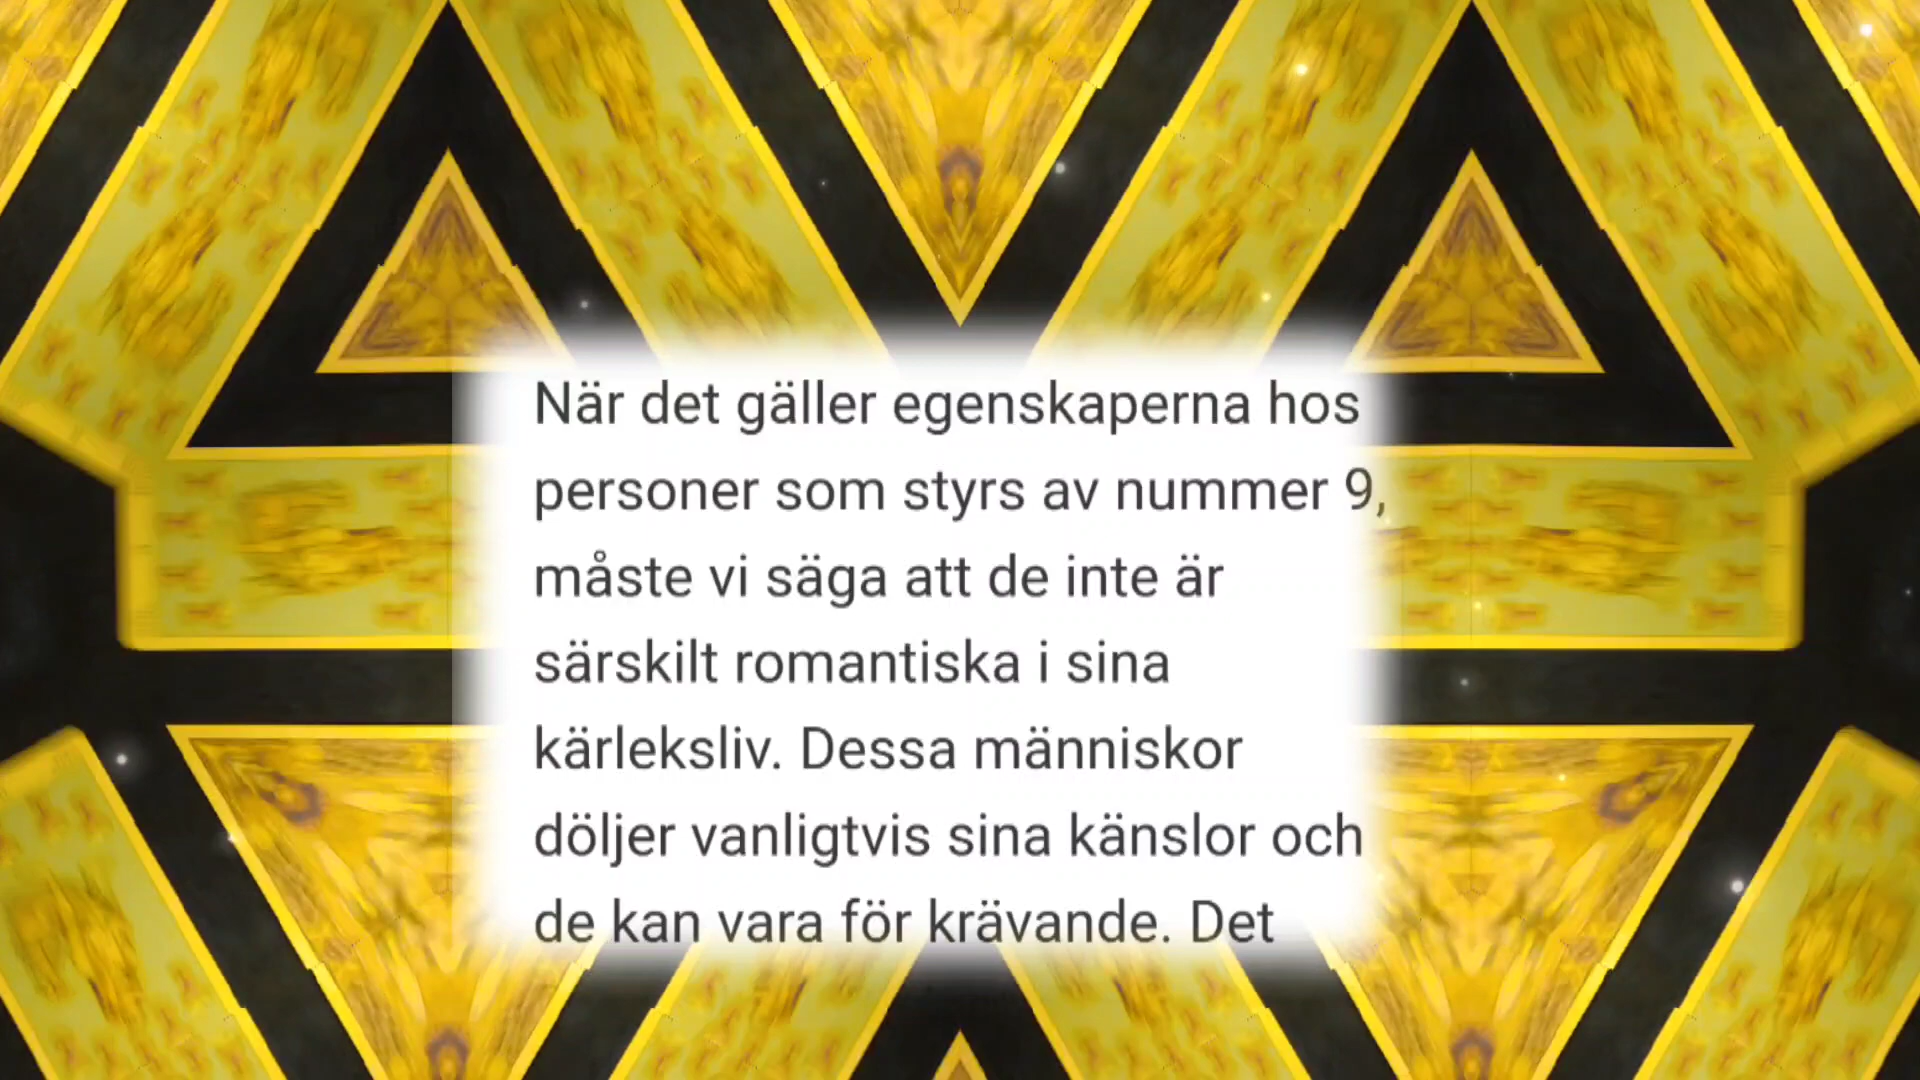 När det gäller egenskaperna hos
personer som styrs av nummer 9,
måste vi säga att de inte är
särskilt romantiska i sina
kärleksliv. Dessa människor
döljer vanligtvis sina känslor och
de kan vara för krävande. Det